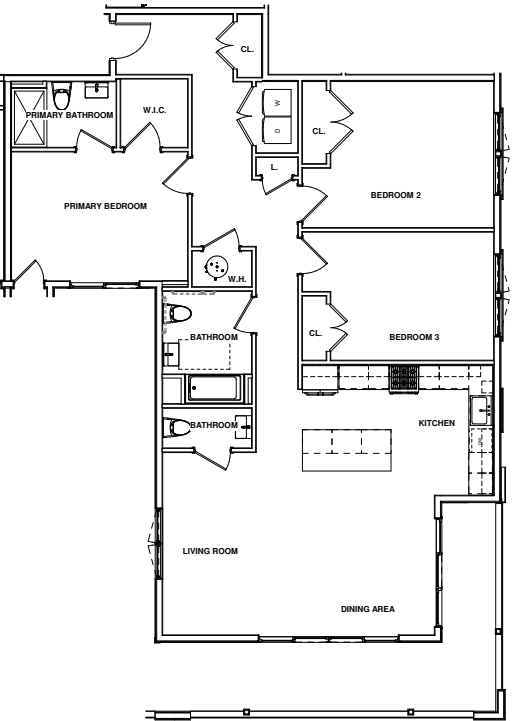 CL.
W.I.C.
PRIMARY BATHROOM
W
D
CL.
L.
BEDROOM 2
PRIMARY BEDROOM
W.H.
BATHROOM
CL.
BEDROOM 3
BATHROOM
KITCHEN
LIVING ROOM
DINING AREA